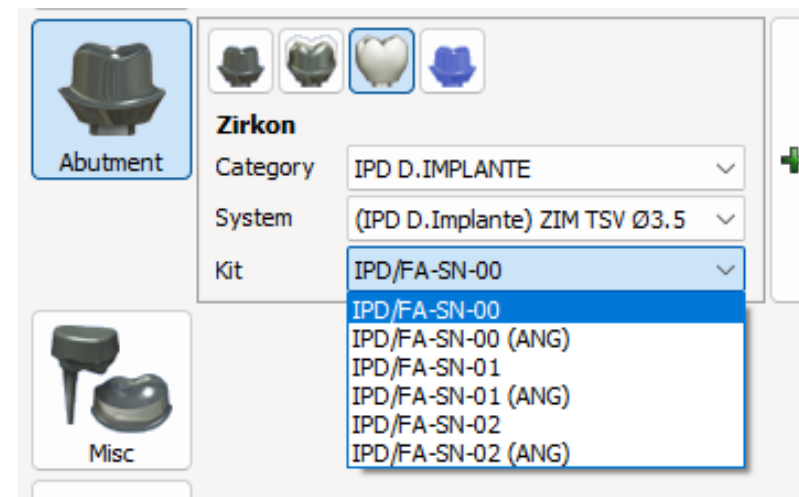 Abutment
Zirkon
Category IPD D.IMPLANTE
System (IPD D.Implante) ZIM TSV Ø3.5
Kit IPD/FA-SN-00
IPD/FA-SN-00
IPD/FA-SN-00 (ANG)
IPD/FA-SN-01
IPD/FA-SN-01 (ANG)
IPD/FA-SN-02
IPD/FA-SN-02 (ANG)
Misc